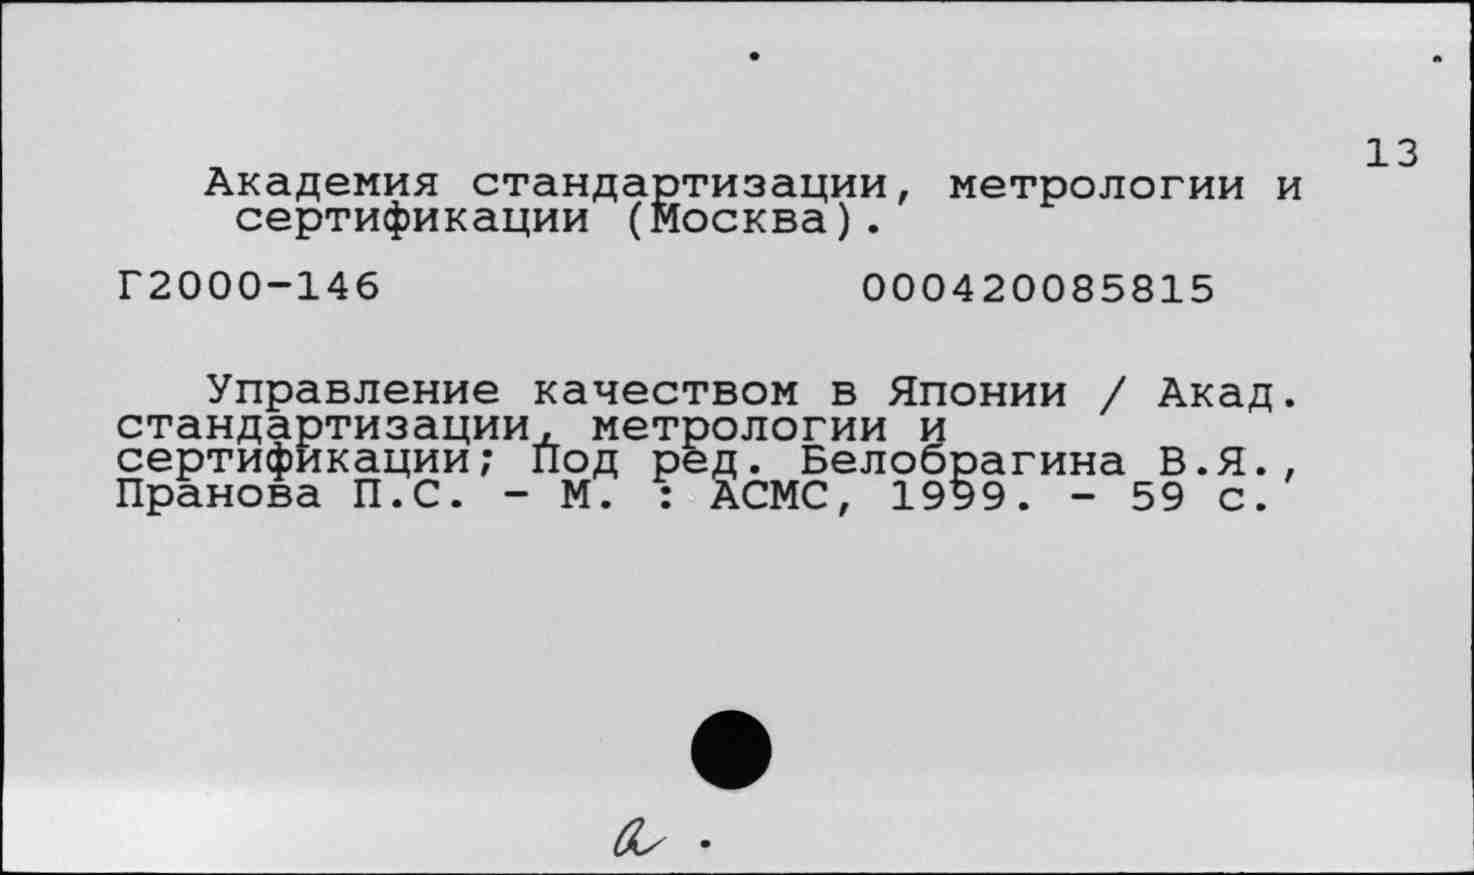 13
Академия стандартизации, метрологии и
сертификации (Москва).
Г2000-146 000420085815
Управление качеством в Японии / Акад.
стандартизации, метрологии и
сертификации; Под ред. Белобрагина В.Я.,
Пранова П.С. - М. : АСМС, 1999. - 59 с.